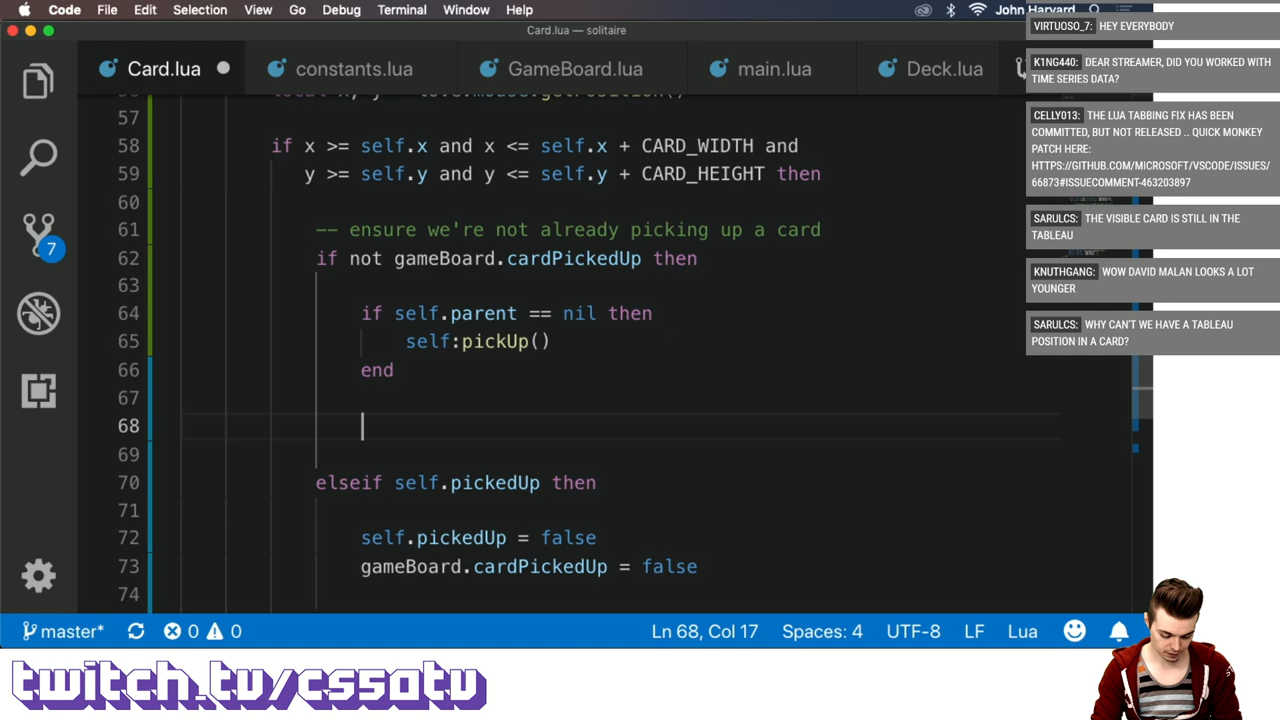 Code File Edit Selection View Go Debug Terminal Window Help
John Harvard
Card.lua — solitaire
Card.lua constants.lua GameBoard.lua main.lua Deck.lua
57
58 if x >= self.x and x <= self.x + CARD_WIDTH and
59 y >= self.y and y <= self.y + CARD_HEIGHT then
60
61 -- ensure we're not already picking up a card
62 if not gameBoard.cardPickedUp then
63
64 if self.parent == nil then
65 self:pickUp()
66 end
67
68
69
70 elseif self.pickedUp then
71
72 self.pickedUp = false
73 gameBoard.cardPickedUp = false
74
7
master* 0 0 Ln 68, Col 17 Spaces: 4 UTF-8 LF Lua
VIRTUOSO_7: HEY EVERYBODY
K1NG440: DEAR STREAMER, DID YOU WORKED WITH
TIME SERIES DATA?
CELLY013: THE LUA TABBING FIX HAS BEEN
COMMITTED, BUT NOT RELEASED .. QUICK MONKEY
PATCH HERE:
HTTPS://GITHUB.COM/MICROSOFT/VSCODE/ISSUES/
66873#ISSUECOMMENT-463203897
SARULCS: THE VISIBLE CARD IS STILL IN THE
TABLEAU
KNUTHGANG: WOW DAVID MALAN LOOKS A LOT
YOUNGER
SARULCS: WHY CAN'T WE HAVE A TABLEAU
POSITION IN A CARD?
twitch.tv/cs50tv